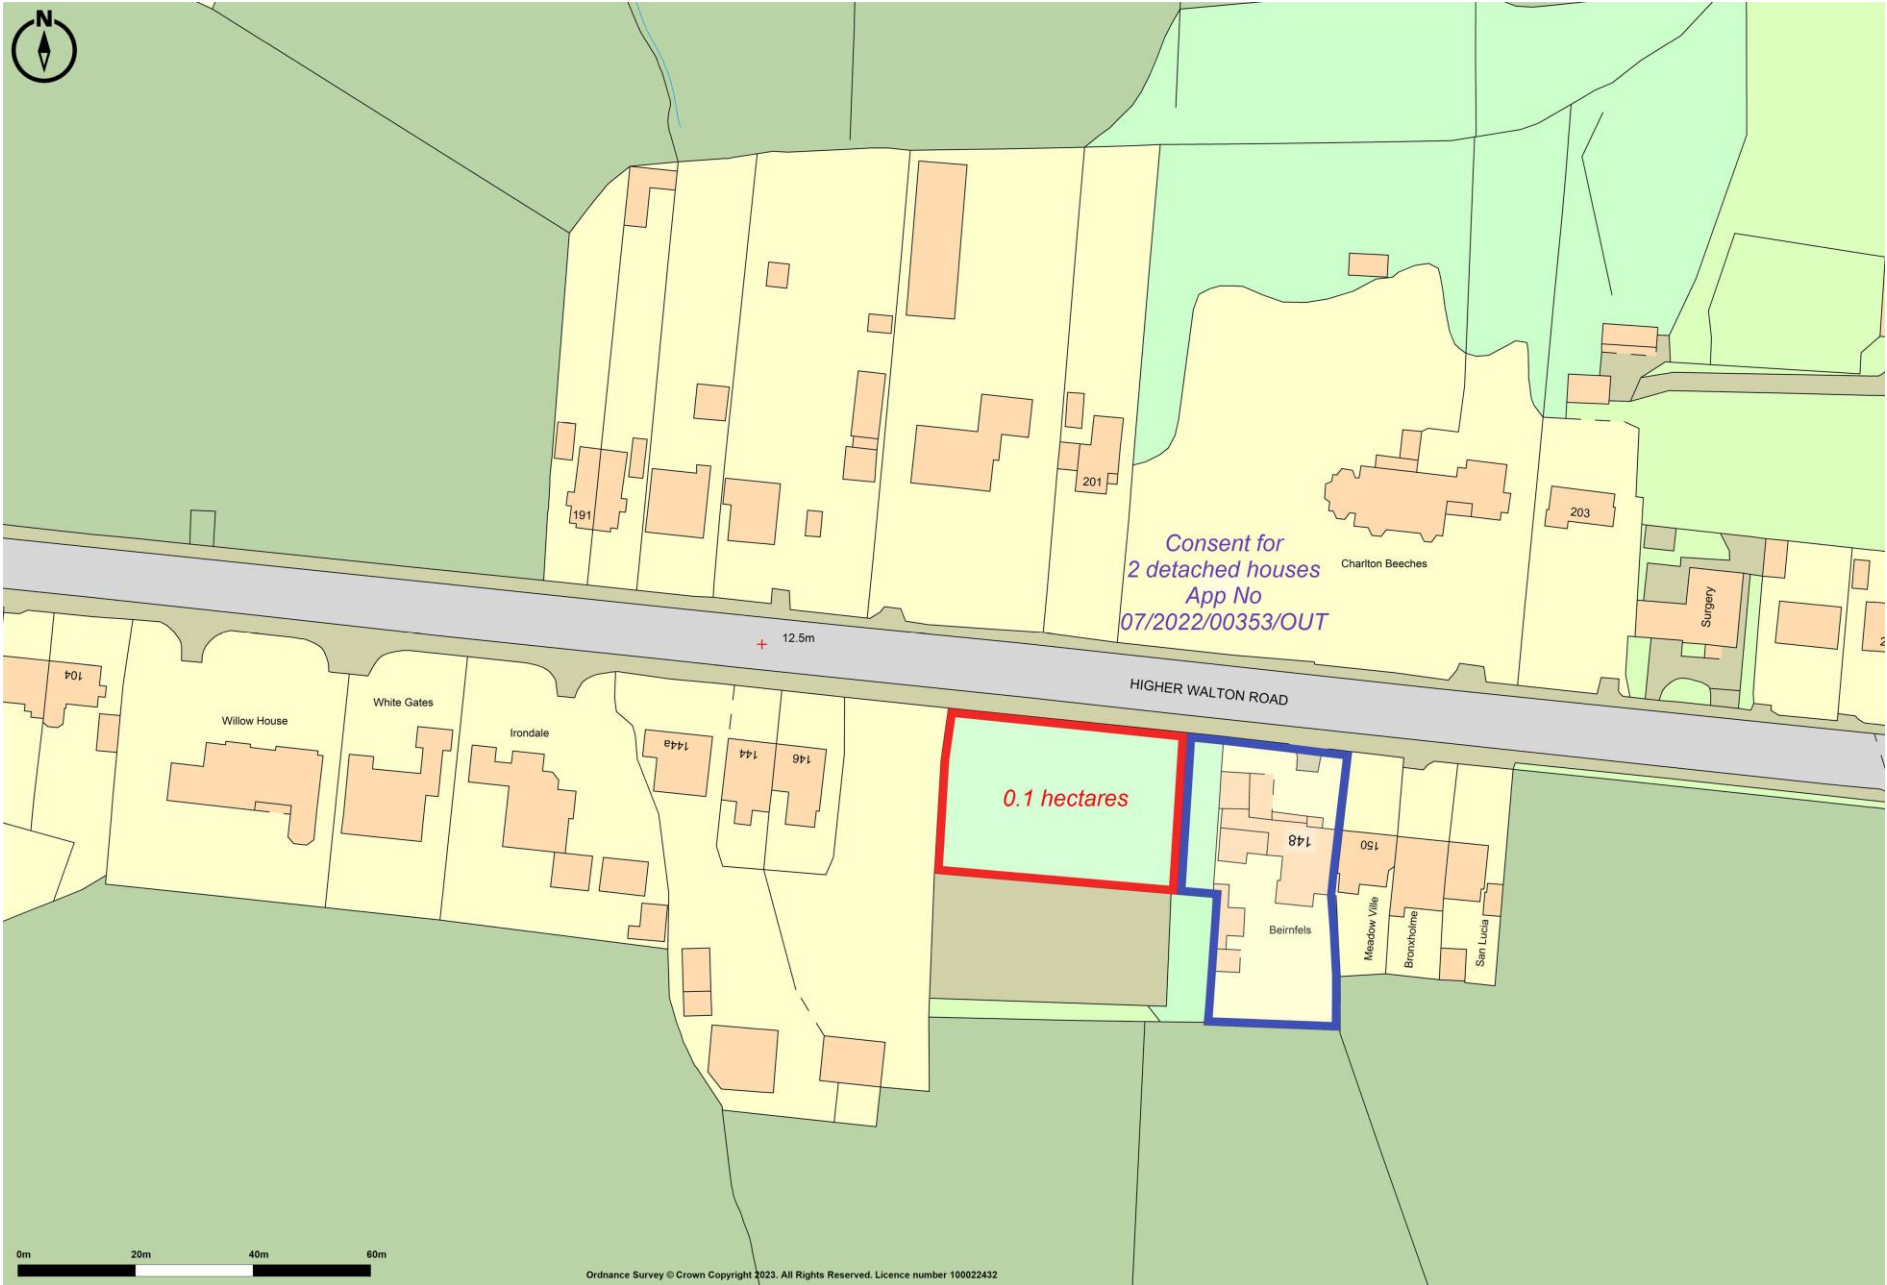 N
201
191
203
Consent for
2 detached houses
App No
07/2022/00353/OUT
Charlton Beeches
Surgery
2
12.5m
HIGHER WALTON ROAD
104
Willow House
White Gates
Irondale
144a
144
146
0.1 hectares
148
150
Beirnfels
Meadow Ville
Bronxholme
San Lucia
0m 20m 40m 60m
Ordnance Survey © Crown Copyright 2023. All Rights Reserved. Licence number 100022432